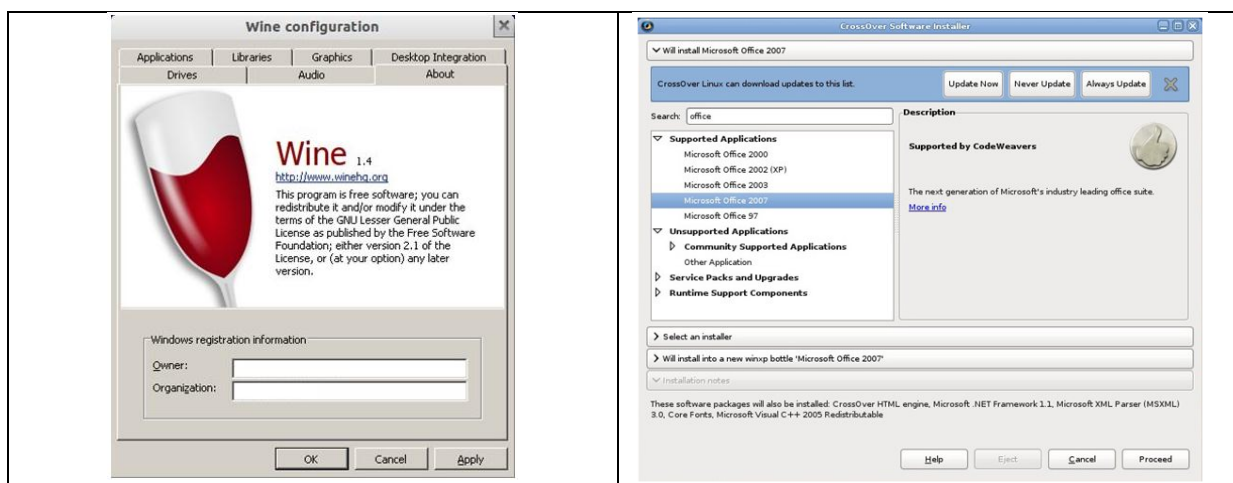 Wine configuration
Applications Libraries Graphics Desktop Integration
Drives Audio About
Wine 1.4
http://www.winehq.org
This program is free software; you can
redistribute it and/or modify it under the
terms of the GNU Lesser General Public
License as published by the Free Software
Foundation; either version 2.1 of the
License, or (at your option) any later
version.
Windows registration information
Owner:
Organization:
OK Cancel Apply
CrossOver Software Installer
Will install Microsoft Office 2007
CrossOver Linux can download updates to this list. Update Now Never Update Always Update
Search: office
Supported Applications
Microsoft Office 2000
Microsoft Office 2002 (XP)
Microsoft Office 2003
Microsoft Office 2007
Microsoft Office 97
Unsupported Applications
Community Supported Applications
Other Application
Service Packs and Upgrades
Runtime Support Components
Description
Supported by CodeWeavers
The next generation of Microsoft's industry leading office suite.
More info
Select an installer
Will install into a new winxp bottle 'Microsoft Office 2007'
Installation notes
These software packages will also be installed: CrossOver HTML engine, Microsoft .NET Framework 1.1, Microsoft XML Parser (MSXML)
3.0, Core Fonts, Microsoft Visual C++ 2005 Redistributable
Help Eject Cancel Proceed